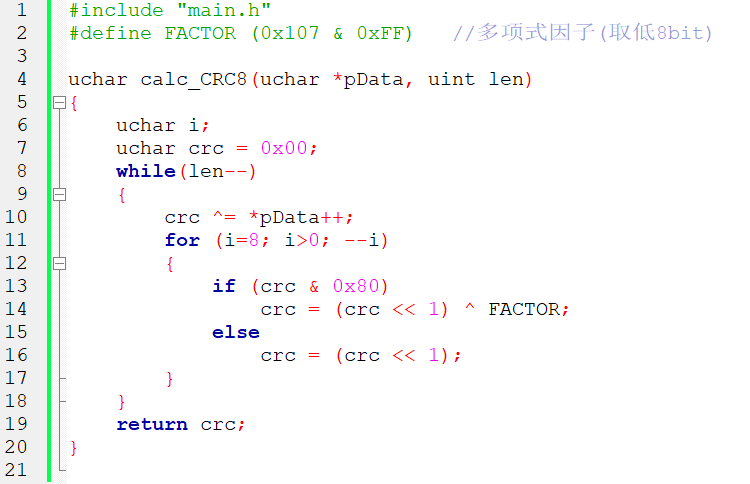 1 #include "main.h"
2 #define FACTOR (0x107 & 0xFF)   //多项式因子(取低8bit)
3
4 uchar calc_CRC8(uchar *pData, uint len)
5 {
6     uchar i;
7     uchar crc = 0x00;
8     while(len--)
9     {
10         crc ^= *pData++;
11         for (i=8; i>0; --i)
12         {
13             if (crc & 0x80)
14                 crc = (crc << 1) ^ FACTOR;
15             else
16                 crc = (crc << 1);
17         }
18     }
19     return crc;
20 }
21